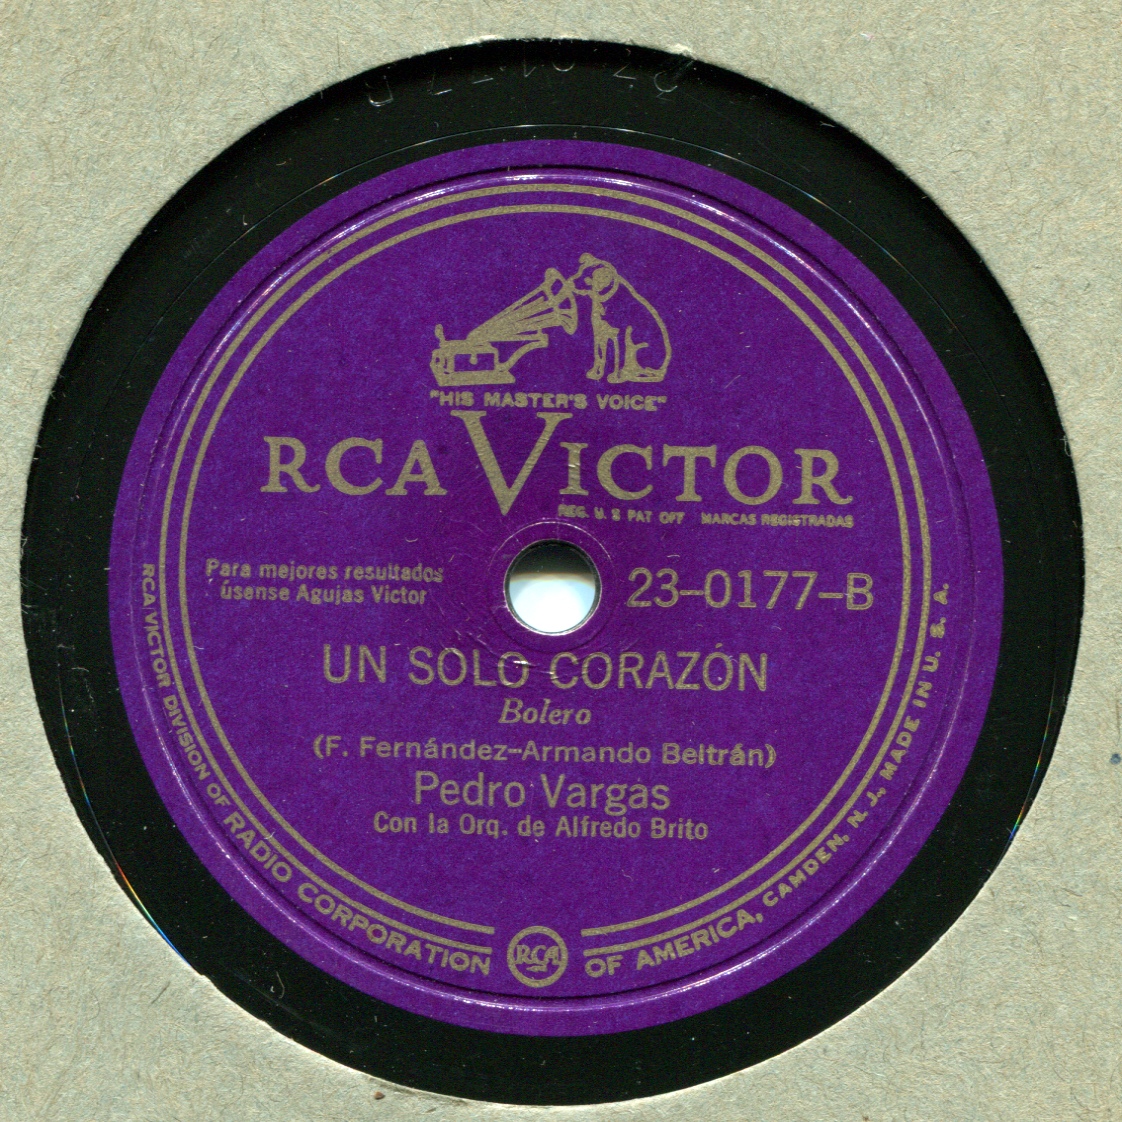 "HIS MASTER'S VOICE"
RCA VICTOR
REG. U. S. PAT. OFF. MARCAS REGISTRADAS
Para mejores resultados
úsense Agujas Victor
23-0177-B
UN SOLO CORAZÓN
Bolero
(F. Fernández-Armando Beltrán)
Pedro Vargas
Con la Orq. de Alfredo Brito
RCA VICTOR DIVISION OF RADIO CORPORATION OF AMERICA, CAMDEN, N. J., MADE IN U. S. A.
RCA